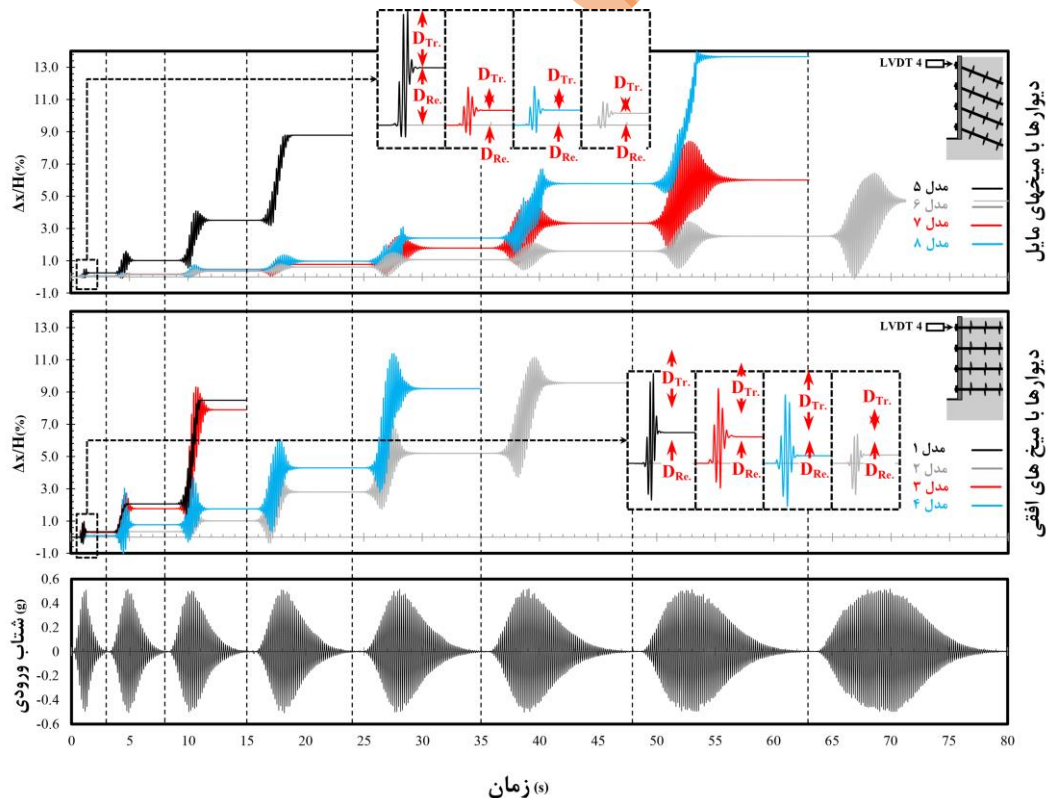 D_Tr. D_Tr. D_Tr. D_Tr.
D_Re. D_Re. D_Re. D_Re.
Δx/H(%)
13.0
11.0
9.0
7.0
5.0
3.0
1.0
-1.0
LVDT 4
مدل ۵
مدل ۶
مدل ۷
مدل ۸
دیوارها با میخهای مایل
Δx/H(%)
13.0
11.0
9.0
7.0
5.0
3.0
1.0
-1.0
LVDT 4
D_Tr. D_Tr. D_Tr. D_Tr.
D_Re. D_Re. D_Re. D_Re.
مدل ۱
مدل ۲
مدل ۳
مدل ۴
دیوارها با میخ های افقی
شتاب ورودی (g)
0.6
0.4
0.2
0
-0.2
-0.4
-0.6
0 5 10 15 20 25 30 35 40 45 50 55 60 65 70 75 80
زمان (s)